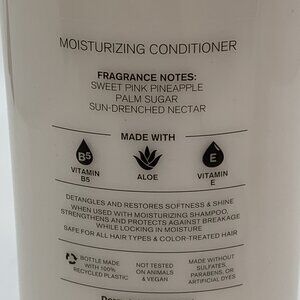 MOISTURIZING CONDITIONER
FRAGRANCE NOTES:
SWEET PINK PINEAPPLE
PALM SUGAR
SUN-DRENCHED NECTAR
MADE WITH
B5
VITAMIN
B5
ALOE
E
VITAMIN
E
DETANGLES AND RESTORES SOFTNESS & SHINE
WHEN USED WITH MOISTURIZING SHAMPOO,
STRENGTHENS AND PROTECTS AGAINST BREAKAGE
WHILE LOCKING IN MOISTURE
SAFE FOR ALL HAIR TYPES & COLOR-TREATED HAIR
BOTTLE MADE
WITH 100%
RECYCLED PLASTIC
NOT TESTED
ON ANIMALS
& VEGAN
MADE WITHOUT
SULFATES,
PARABENS, OR
ARTIFICIAL DYES